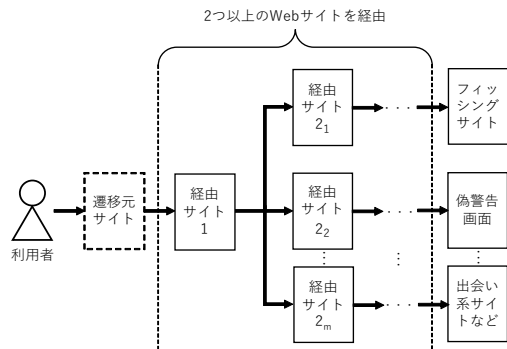 2つ以上のWebサイトを経由
経由
サイト
2₁
フィッ
シング
サイト
利用者
遷移元
サイト
経由
サイト
1
経由
サイト
2₂
偽警告
画面
経由
サイト
2ₘ
出会い
系サイ
トなど